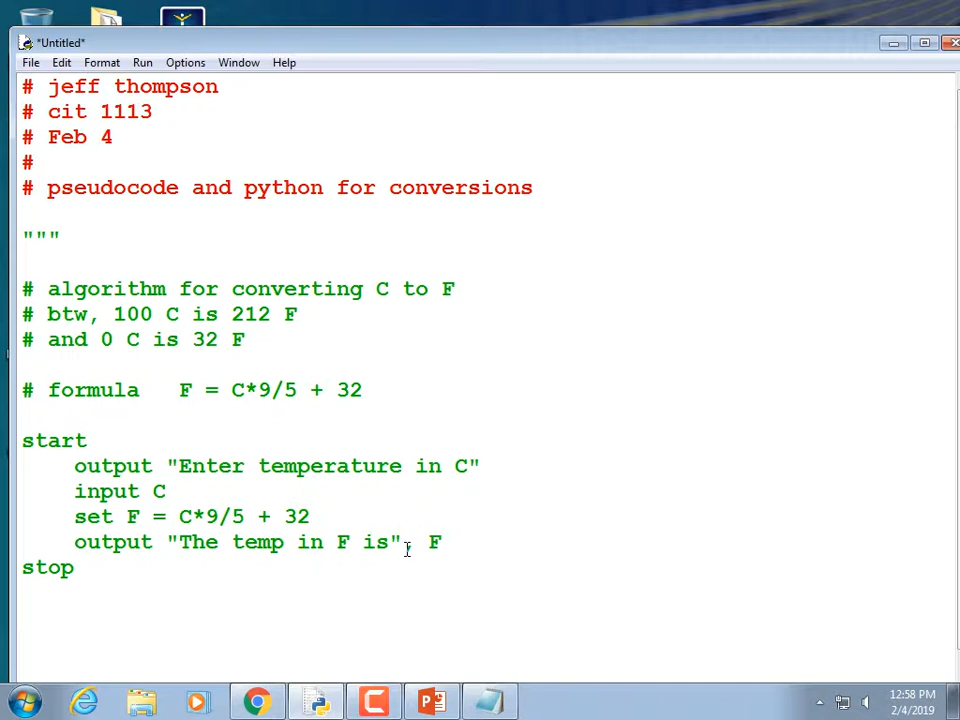 *Untitled*
File Edit Format Run Options Window Help
# jeff thompson
# cit 1113
# Feb 4
#
# pseudocode and python for conversions
"""
# algorithm for converting C to F
# btw, 100 C is 212 F
# and 0 C is 32 F
# formula   F = C*9/5 + 32
start
    output "Enter temperature in C"
    input C
    set F = C*9/5 + 32
    output "The temp in F is", F
stop
12:58 PM
2/4/2019